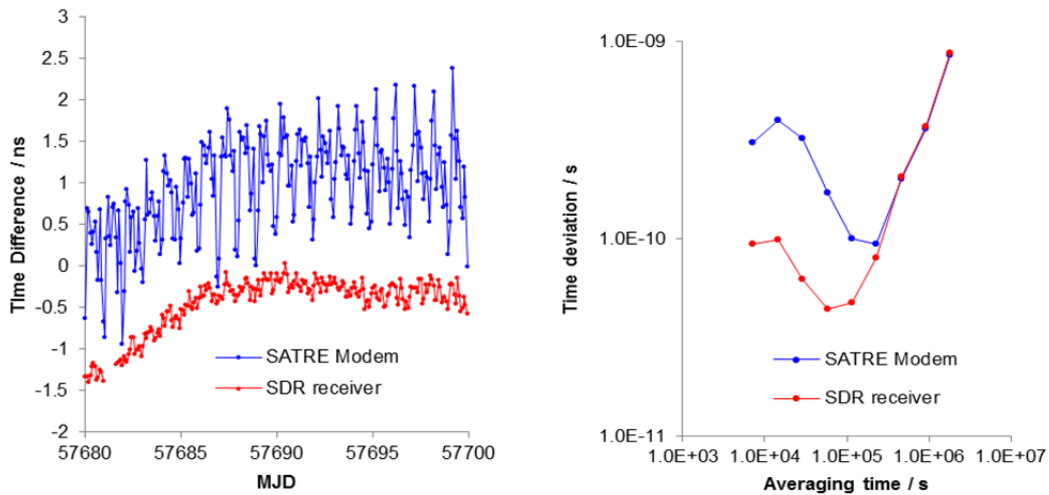 3
2.5
2
1.5
1
0.5
0
-0.5
-1
-1.5
-2
TIme Difference / ns
57680
57685
57690
57695
57700
MJD
SATRE Modem
SDR receiver
1.0E-09
1.0E-10
1.0E-11
Time deviation / s
1.0E+03
1.0E+04
1.0E+05
1.0E+06
1.0E+07
Averaging time / s
SATRE Modem
SDR receiver